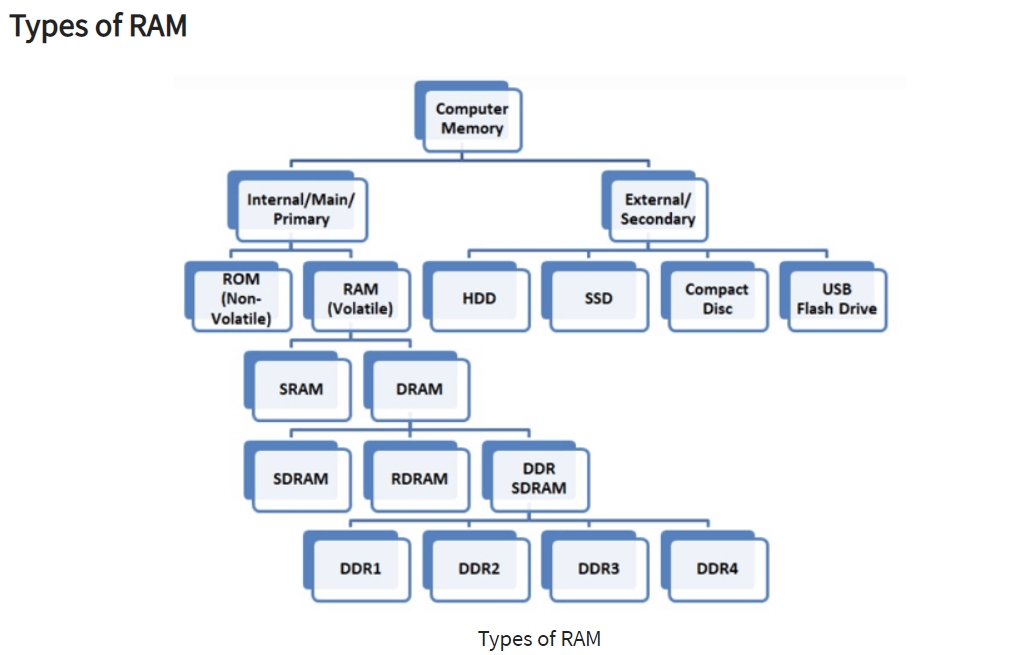 Types of RAM
Computer
Memory
Internal/Main/
Primary
External/
Secondary
ROM
(Non-
Volatile)
RAM
(Volatile)
HDD
SSD
Compact
Disc
USB
Flash Drive
SRAM
DRAM
SDRAM
RDRAM
DDR
SDRAM
DDR1
DDR2
DDR3
DDR4
Types of RAM